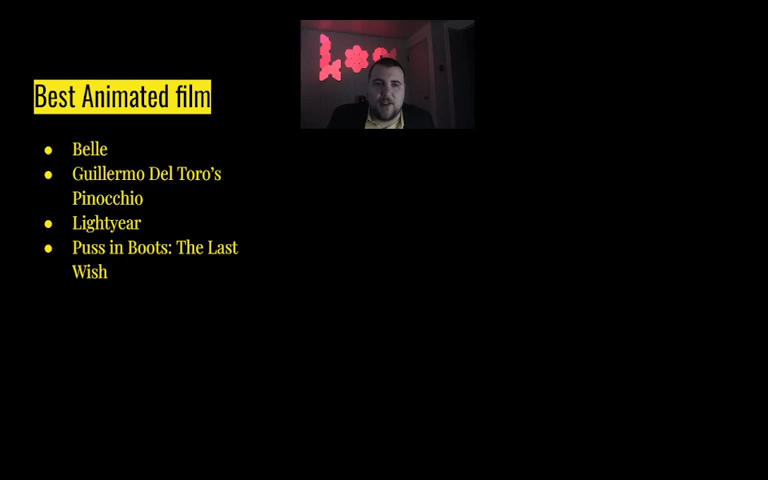 Best Animated film
Belle
Guillermo Del Toro’s
Pinocchio
Lightyear
Puss in Boots: The Last
Wish